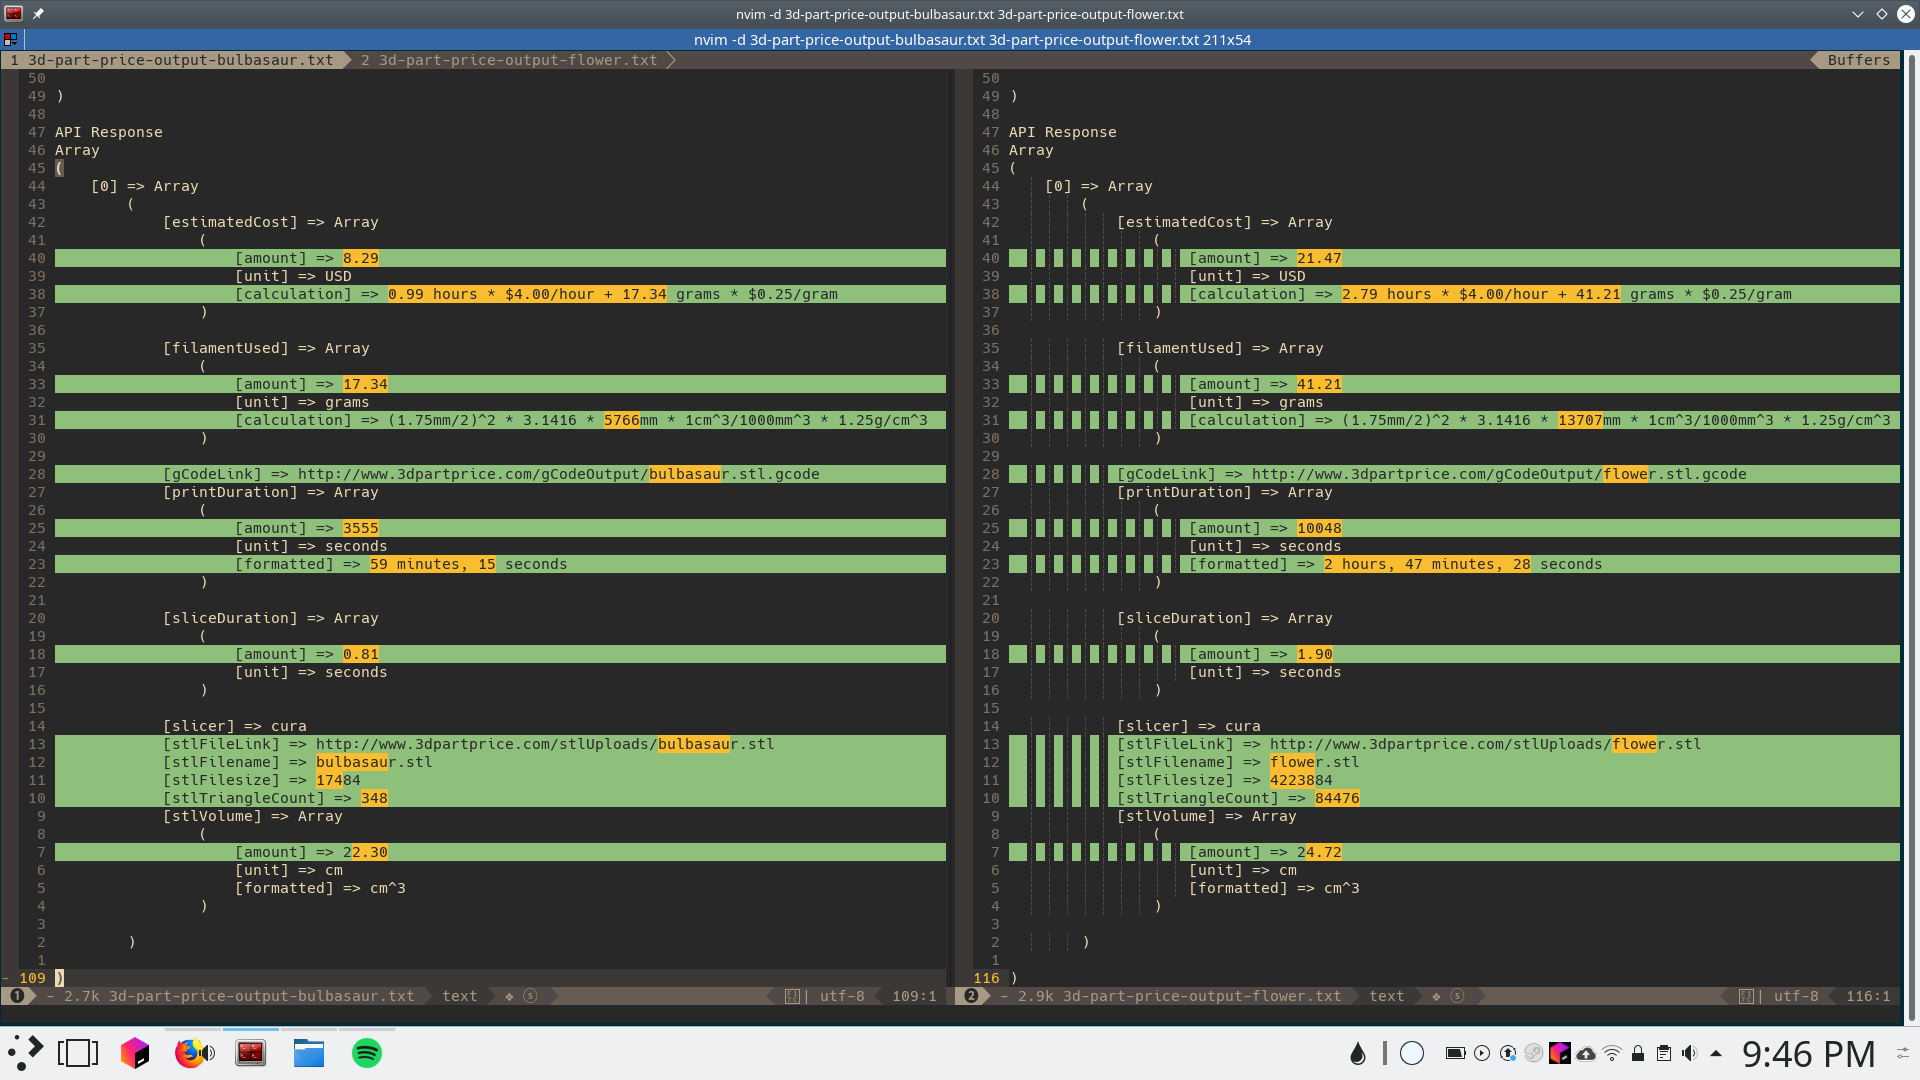 nvim -d 3d-part-price-output-bulbasaur.txt 3d-part-price-output-flower.txt
nvim -d 3d-part-price-output-bulbasaur.txt 3d-part-price-output-flower.txt 211x54
1 3d-part-price-output-bulbasaur.txt 2 3d-part-price-output-flower.txt Buffers
50
49 )
48
47 API Response
46 Array
45 (
44 [0] => Array
43 (
42 [estimatedCost] => Array
41 (
40 [amount] => 8.29
39 [unit] => USD
38 [calculation] => 0.99 hours * $4.00/hour + 17.34 grams * $0.25/gram
37 )
36
35 [filamentUsed] => Array
34 (
33 [amount] => 17.34
32 [unit] => grams
31 [calculation] => (1.75mm/2)^2 * 3.1416 * 5766mm * 1cm^3/1000mm^3 * 1.25g/cm^3
30 )
29
28 [gCodeLink] => http://www.3dpartprice.com/gCodeOutput/bulbasaur.stl.gcode
27 [printDuration] => Array
26 (
25 [amount] => 3555
24 [unit] => seconds
23 [formatted] => 59 minutes, 15 seconds
22 )
21
20 [sliceDuration] => Array
19 (
18 [amount] => 0.81
17 [unit] => seconds
16 )
15
14 [slicer] => cura
13 [stlFileLink] => http://www.3dpartprice.com/stlUploads/bulbasaur.stl
12 [stlFilename] => bulbasaur.stl
11 [stlFilesize] => 17484
10 [stlTriangleCount] => 348
9 [stlVolume] => Array
8 (
7 [amount] => 22.30
6 [unit] => cm
5 [formatted] => cm^3
4 )
3
2 )
1
- 109 )
1 - 2.7k 3d-part-price-output-bulbasaur.txt text utf-8 109:1
50
49 )
48
47 API Response
46 Array
45 (
44 [0] => Array
43 (
42 [estimatedCost] => Array
41 (
40 [amount] => 21.47
39 [unit] => USD
38 [calculation] => 2.79 hours * $4.00/hour + 41.21 grams * $0.25/gram
37 )
36
35 [filamentUsed] => Array
34 (
33 [amount] => 41.21
32 [unit] => grams
31 [calculation] => (1.75mm/2)^2 * 3.1416 * 13707mm * 1cm^3/1000mm^3 * 1.25g/cm^3
30 )
29
28 [gCodeLink] => http://www.3dpartprice.com/gCodeOutput/flower.stl.gcode
27 [printDuration] => Array
26 (
25 [amount] => 10048
24 [unit] => seconds
23 [formatted] => 2 hours, 47 minutes, 28 seconds
22 )
21
20 [sliceDuration] => Array
19 (
18 [amount] => 1.90
17 [unit] => seconds
16 )
15
14 [slicer] => cura
13 [stlFileLink] => http://www.3dpartprice.com/stlUploads/flower.stl
12 [stlFilename] => flower.stl
11 [stlFilesize] => 4223884
10 [stlTriangleCount] => 84476
9 [stlVolume] => Array
8 (
7 [amount] => 24.72
6 [unit] => cm
5 [formatted] => cm^3
4 )
3
2 )
1
116 )
2 - 2.9k 3d-part-price-output-flower.txt text utf-8 116:1
9:46 PM